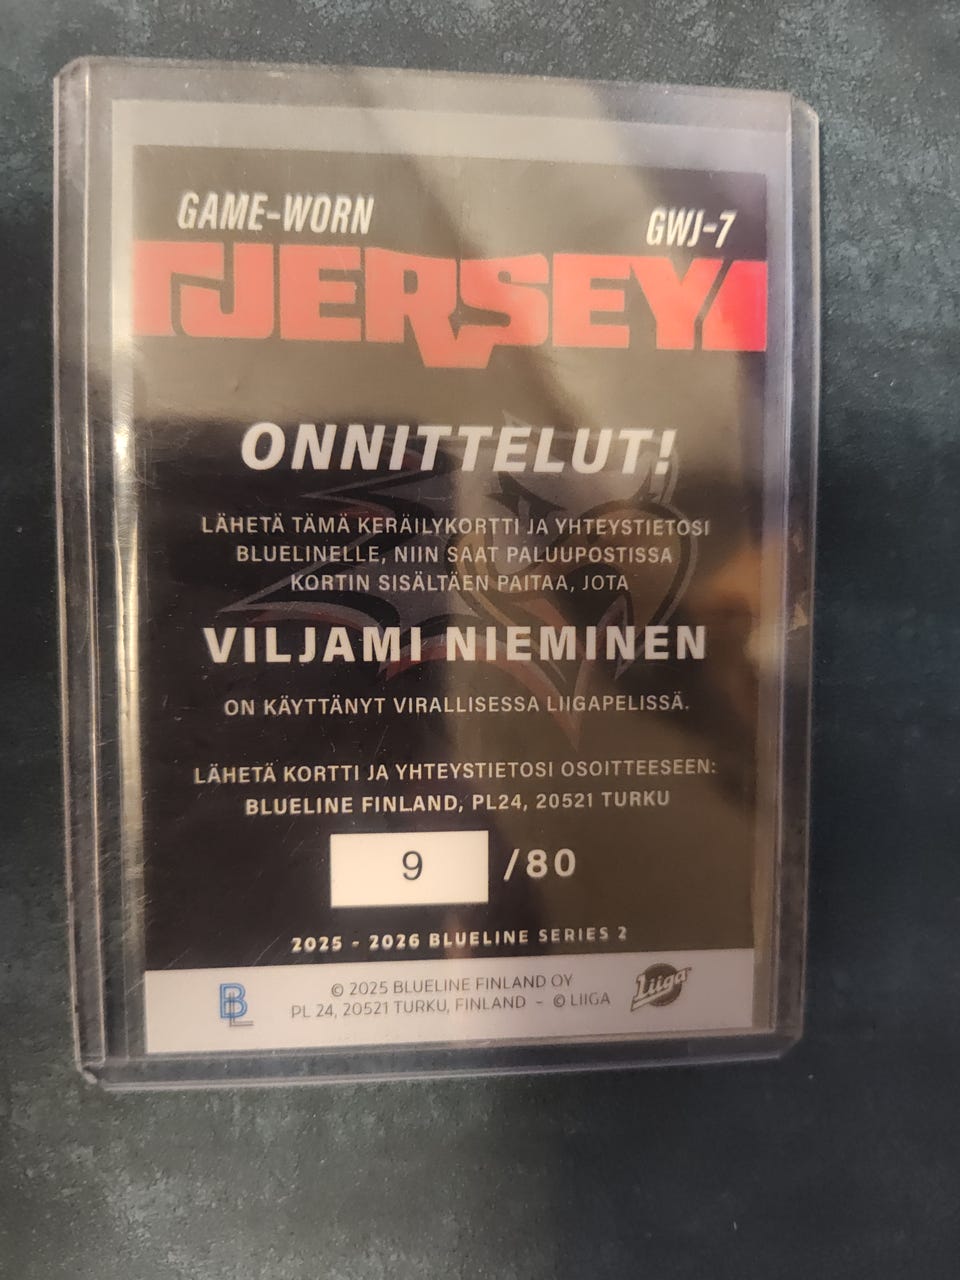 GAME-WORN
GWJ-7
JERSEY
ONNITTELUT!
LÄHETÄ TÄMÄ KERÄILYKORTTI JA YHTEYSTIETOSI
BLUELINELLE, NIIN SAAT PALUUPOSTISSA
KORTIN SISÄLTÄEN PAITAA, JOTA
VILJAMI NIEMINEN
ON KÄYTTÄNYT VIRALLISESSA LIIGAPELISSÄ.
LÄHETÄ KORTTI JA YHTEYSTIETOSI OSOITTEESEEN:
BLUELINE FINLAND, PL24, 20521 TURKU
9 /80
2025 - 2026 BLUELINE SERIES 2
BL
© 2025 BLUELINE FINLAND OY
PL 24, 20521 TURKU, FINLAND - © LIIGA
Liiga